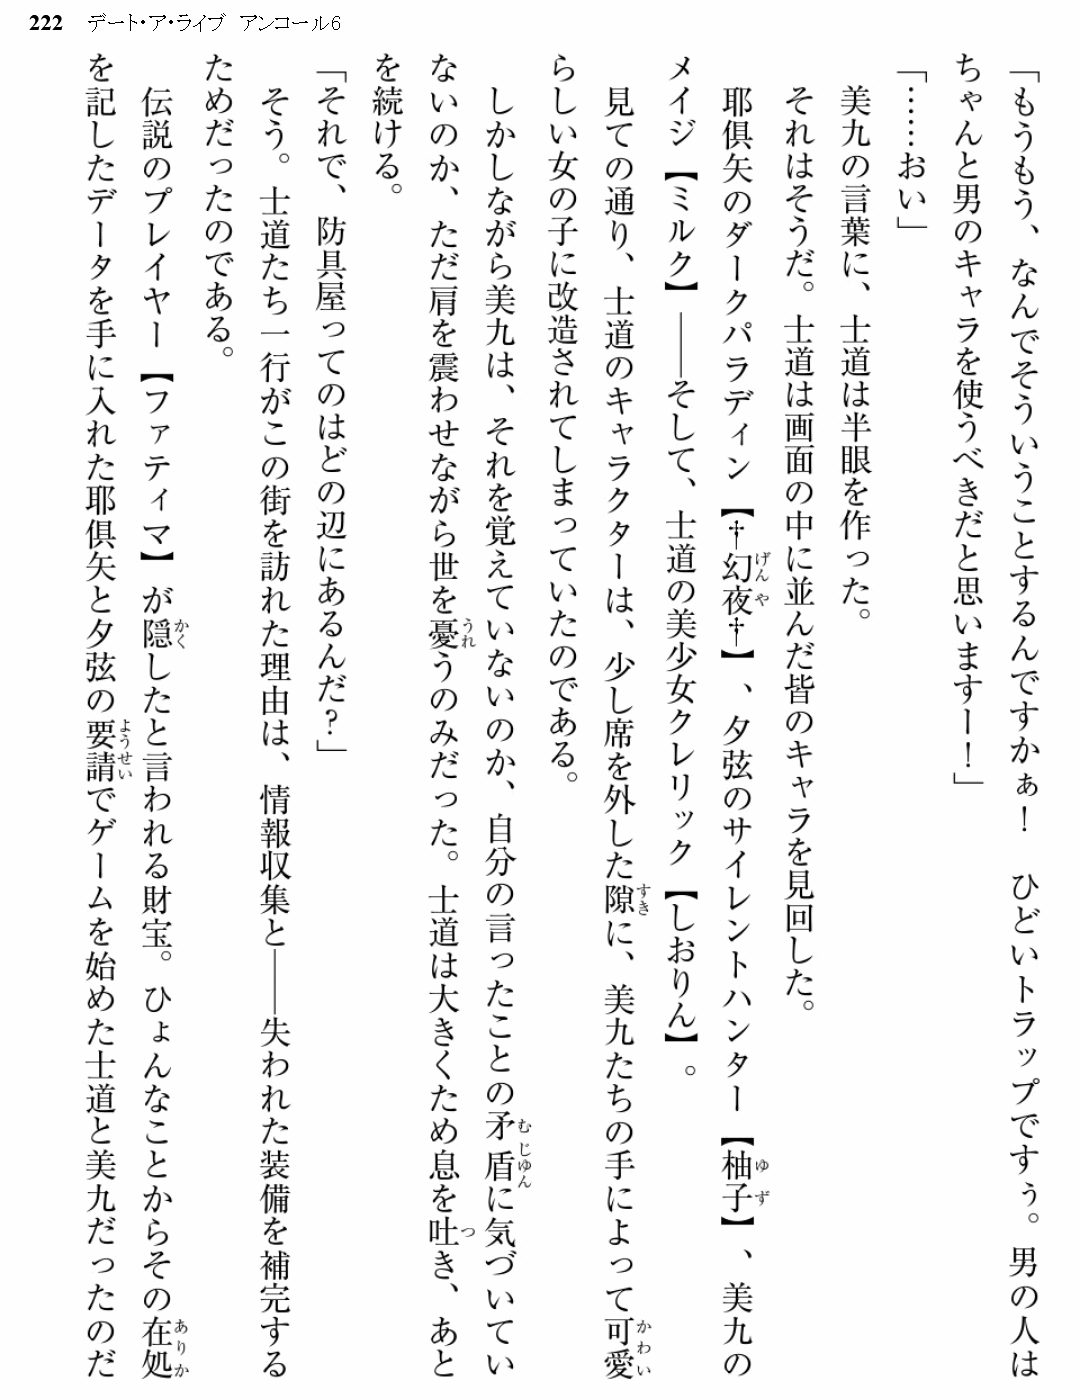 222 デート・ア・ライブ アンコール6
「もうもう、なんでそういうことするんですかぁ！　ひどいトラップですぅ。男の人は
ちゃんと男のキャラを使うべきだと思いますー！」
「……おい」
　美九の言葉に、士道は半眼を作った。
　それはそうだ。士道は画面の中に並んだ皆のキャラを見回した。
　耶倶矢のダークパラディン【†幻夜†】、夕弦のサイレントハンター【柚子】、美九の
メイジ【ミルク】――そして、士道の美少女クレリック【しおりん】。
　見ての通り、士道のキャラクターは、少し席を外した隙に、美九たちの手によって可愛
らしい女の子に改造されてしまっていたのである。
　しかしながら美九は、それを覚えていないのか、自分の言ったことの矛盾に気づいてい
ないのか、ただ肩を震わせながら世を憂うのみだった。士道は大きくため息を吐き、あと
を続ける。
「それで、防具屋ってのはどの辺にあるんだ？」
　そう。士道たち一行がこの街を訪れた理由は、情報収集と――失われた装備を補完する
ためだったのである。
　伝説のプレイヤー【ファティマ】が隠したと言われる財宝。ひょんなことからその在処
を記したデータを手に入れた耶倶矢と夕弦の要請でゲームを始めた士道と美九だったのだ